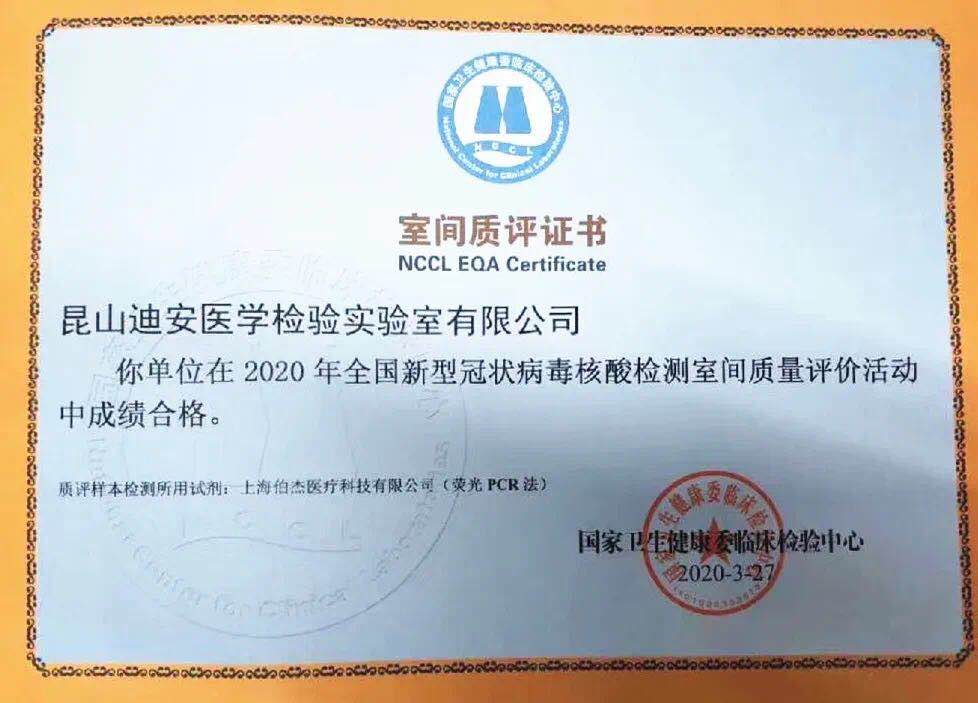 国家卫生健康委临床检验中心
NCCL
National Center for Clinical Laboratories
室间质评证书
NCCL EQA Certificate
昆山迪安医学检验实验室有限公司
你单位在 2020 年全国新型冠状病毒核酸检测室间质量评价活动
中成绩合格。
质评样本检测所用试剂：上海伯杰医疗科技有限公司（荧光 PCR 法）
国家卫生健康委临床检验中心
2020-3-27